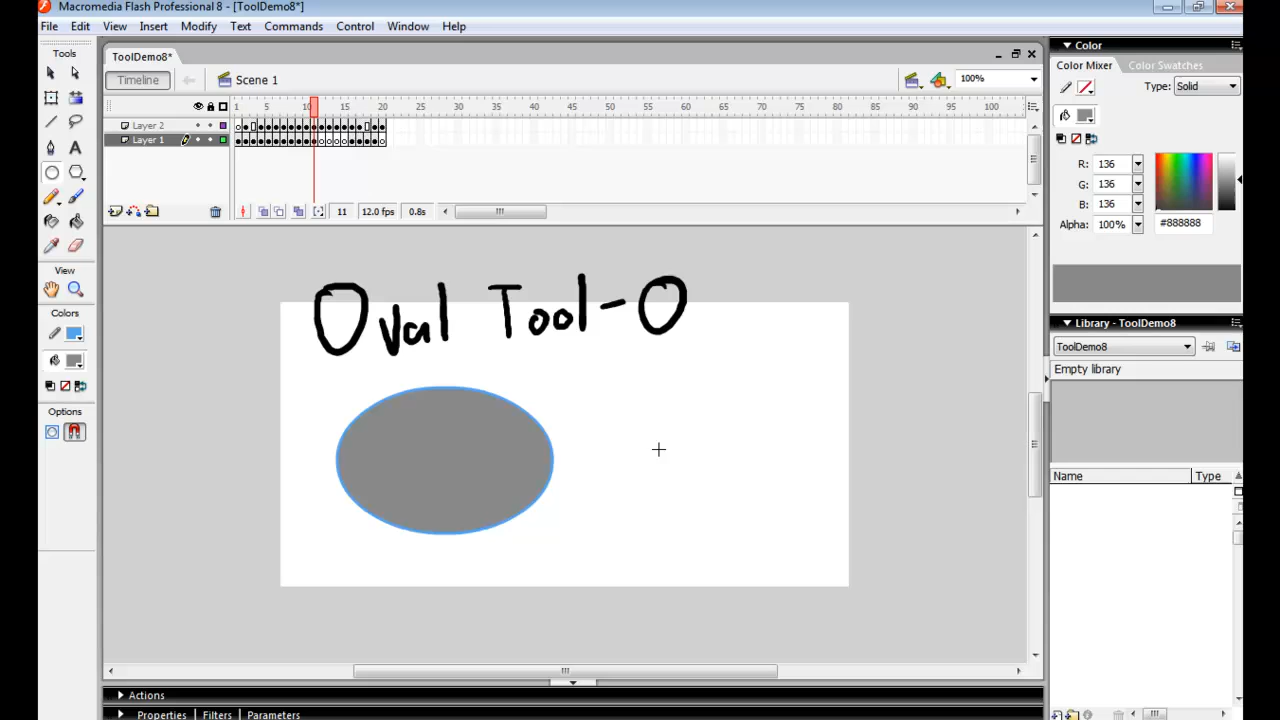 Macromedia Flash Professional 8 - [ToolDemo8*]
File Edit View Insert Modify Text Commands Control Window Help
Tools
ToolDemo8*
Timeline Scene 1 100%
1 5 10 15 20 25 30 35 40 45 50 55 60 65 70 75 80 85 90 95 100
Layer 2
Layer 1
11 12.0 fps 0.8s
View
Colors
Options
Oval Tool-O
Color
Color Mixer Color Swatches
Type: Solid
R: 136
G: 136
B: 136
Alpha: 100% #888888
Library - ToolDemo8
ToolDemo8
Empty library
Name Type
Actions
Properties Filters Parameters